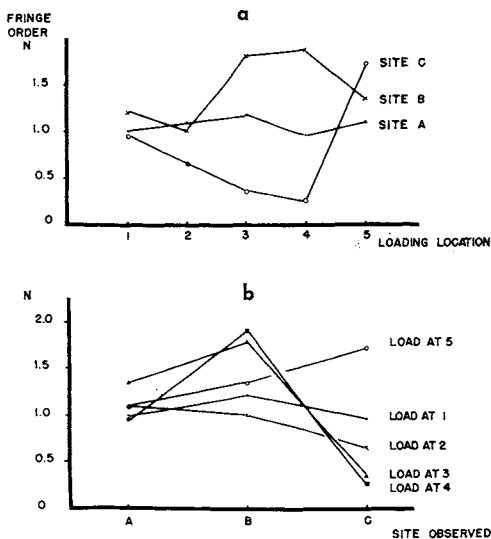 a
FRINGE
ORDER
N
1.5
1.0
0.5
0
SITE C
SITE B
SITE A
1 2 3 4 5
LOADING LOCATION
b
N
2.0
1.5
1.0
0.5
0
LOAD AT 5
LOAD AT 1
LOAD AT 2
LOAD AT 3
LOAD AT 4
A B C
SITE OBSERVED